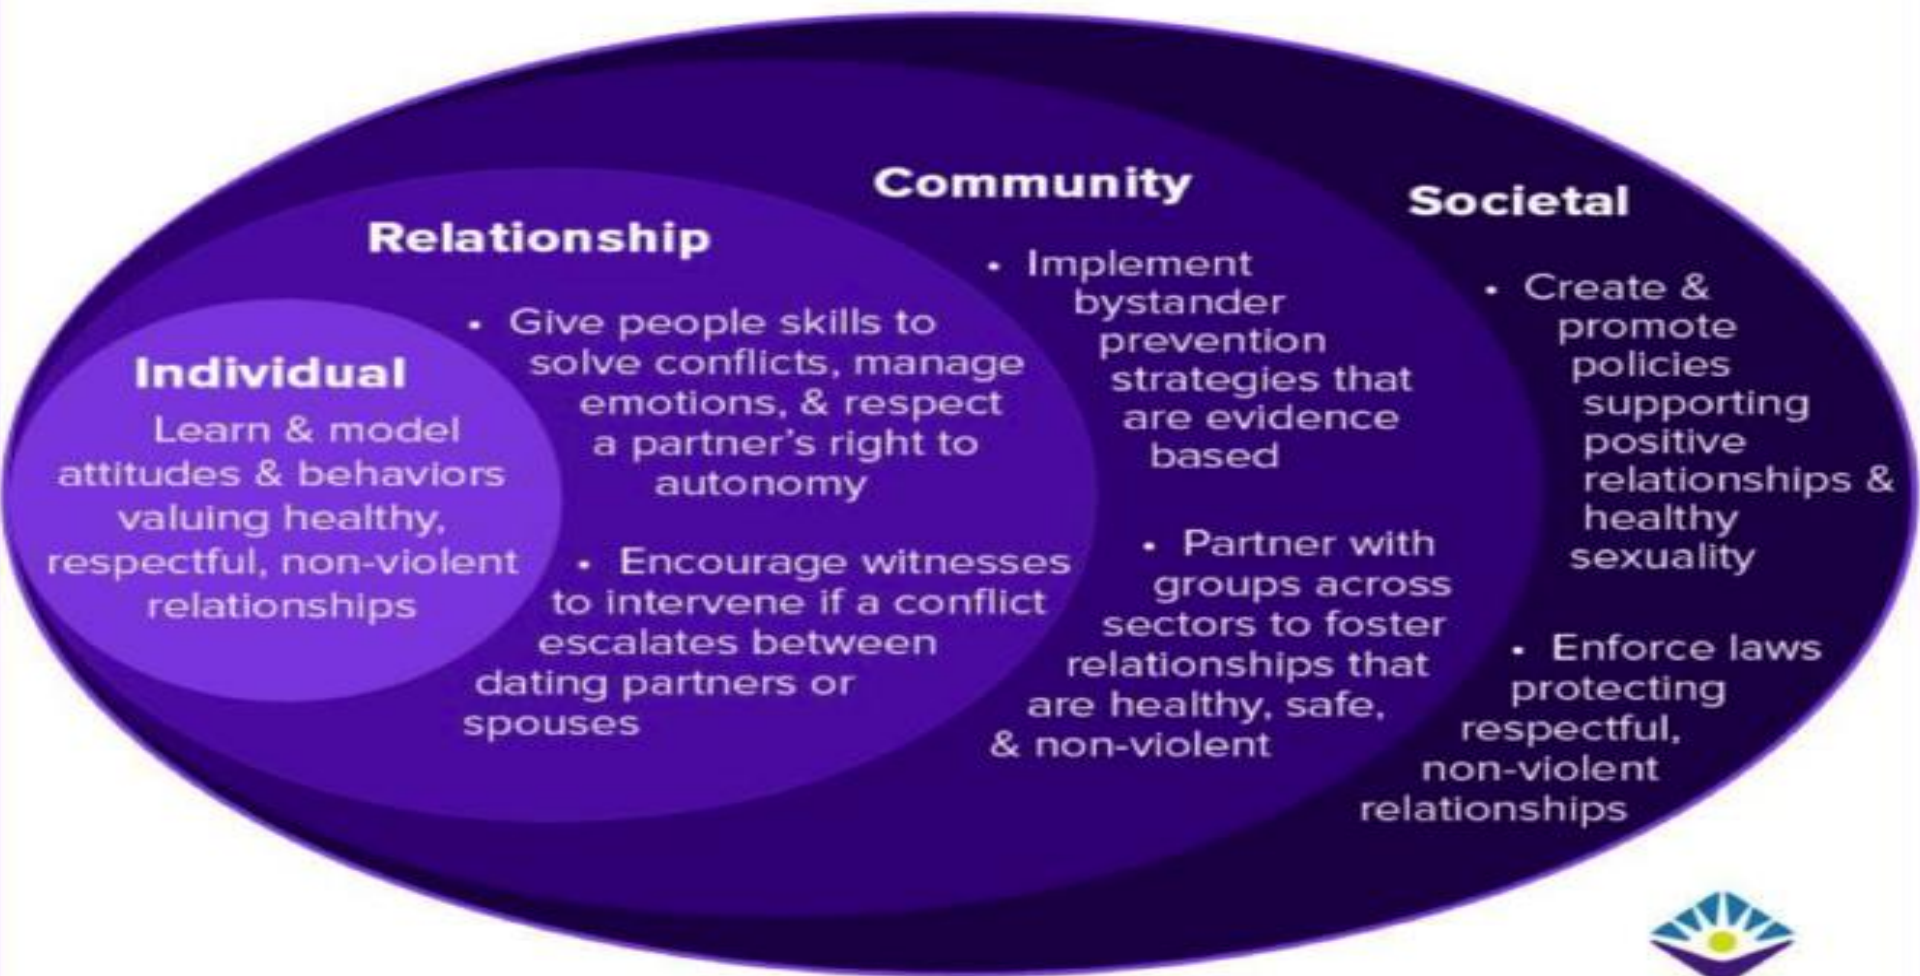 Individual
Learn & model
attitudes & behaviors
valuing healthy,
respectful, non-violent
relationships
Relationship
• Give people skills to
solve conflicts, manage
emotions, & respect
a partner's right to
autonomy
• Encourage witnesses
to intervene if a conflict
escalates between
dating partners or
spouses
Community
• Implement
bystander
prevention
strategies that
are evidence
based
• Partner with
groups across
sectors to foster
relationships that
are healthy, safe,
& non-violent
Societal
• Create &
promote
policies
supporting
positive
relationships &
healthy
sexuality
• Enforce laws
protecting
respectful,
non-violent
relationships